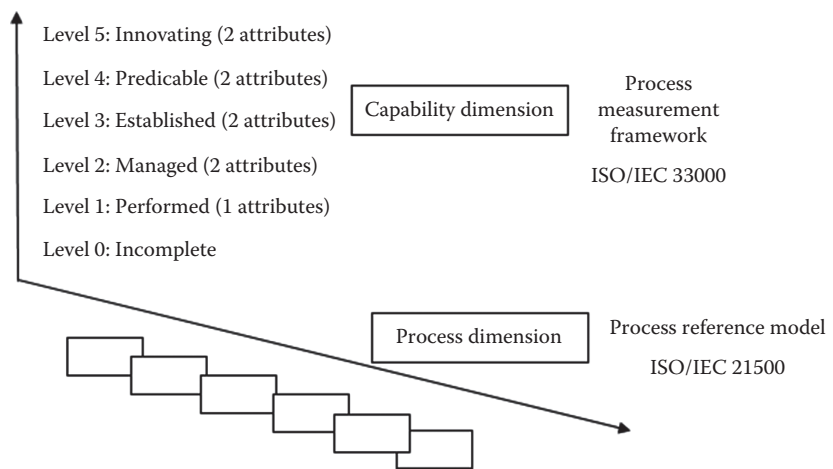 Level 5: Innovating (2 attributes)
Level 4: Predicable (2 attributes)
Level 3: Established (2 attributes)
Level 2: Managed (2 attributes)
Level 1: Performed (1 attributes)
Level 0: Incomplete
Capability dimension
Process
measurement
framework
ISO/IEC 33000
Process dimension
Process reference model
ISO/IEC 21500